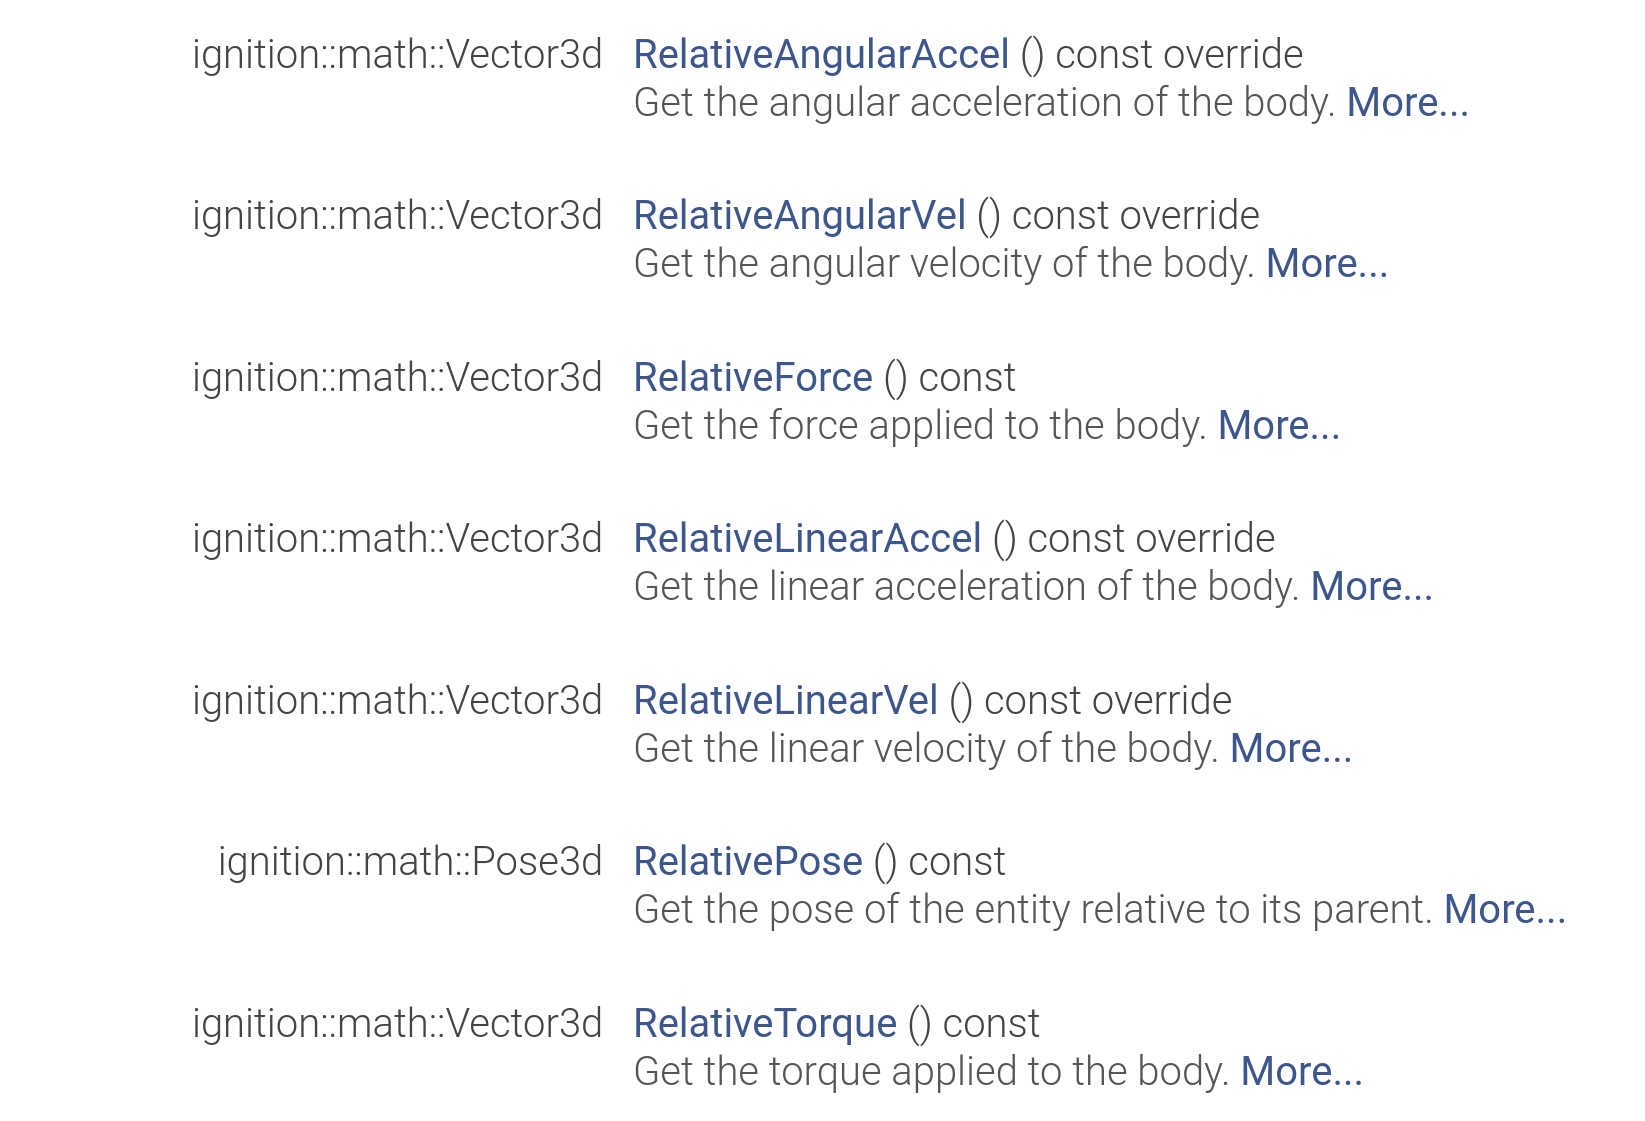 ignition::math::Vector3d RelativeAngularAccel () const override
Get the angular acceleration of the body. More...
ignition::math::Vector3d RelativeAngularVel () const override
Get the angular velocity of the body. More...
ignition::math::Vector3d RelativeForce () const
Get the force applied to the body. More...
ignition::math::Vector3d RelativeLinearAccel () const override
Get the linear acceleration of the body. More...
ignition::math::Vector3d RelativeLinearVel () const override
Get the linear velocity of the body. More...
ignition::math::Pose3d RelativePose () const
Get the pose of the entity relative to its parent. More...
ignition::math::Vector3d RelativeTorque () const
Get the torque applied to the body. More...